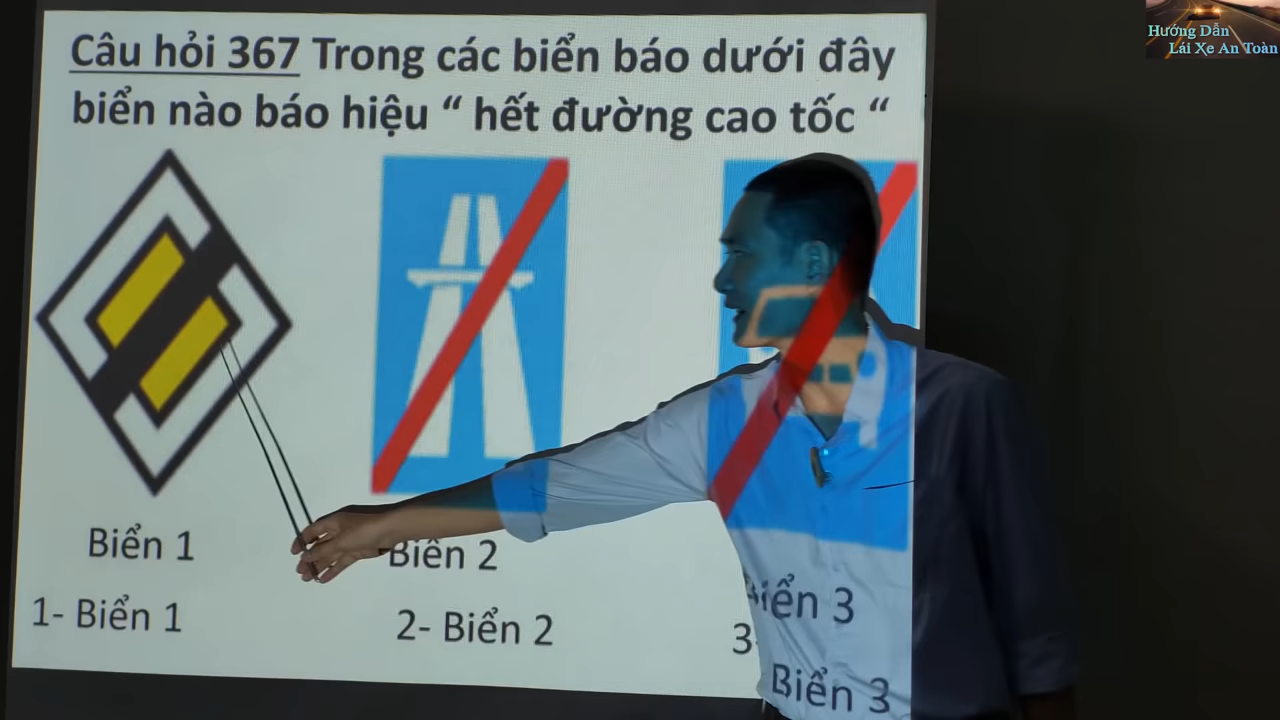 Hướng Dẫn
Lái Xe An Toàn
Câu hỏi 367 Trong các biển báo dưới đây
biển nào báo hiệu “ hết đường cao tốc “
Biển 1
Biển 2
Biển 3
1- Biển 1
2- Biển 2
3- Biển 3